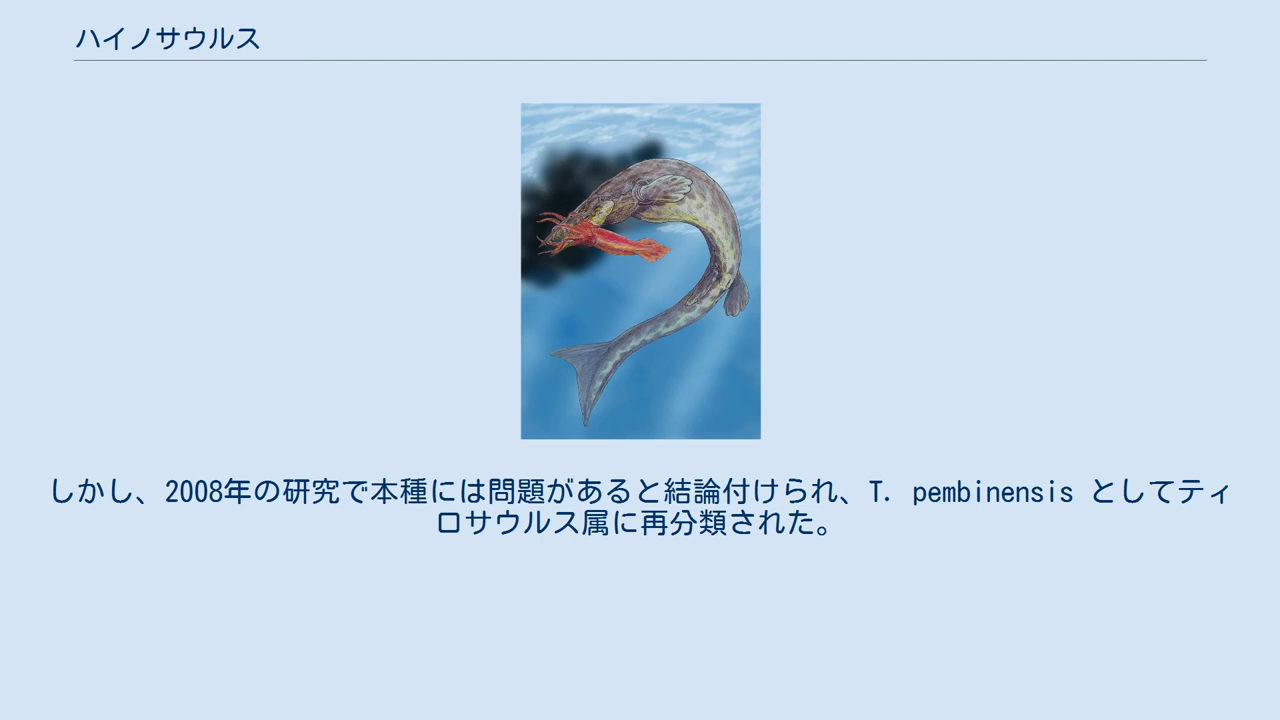 ハイノサウルス
しかし、2008年の研究で本種には問題があると結論付けられ、T. pembinensis としてティ
ロサウルス属に再分類された。